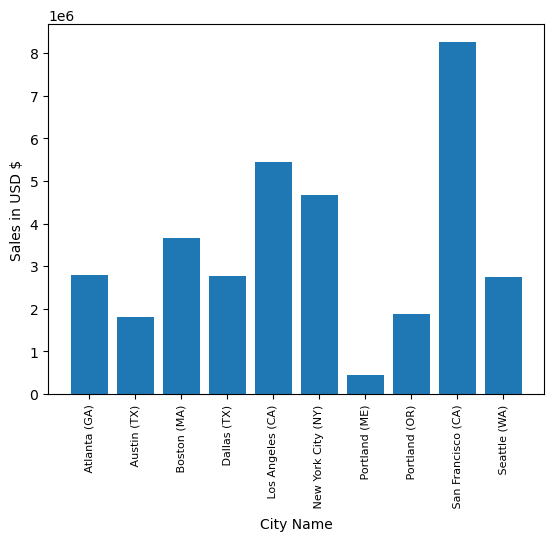 1e6
8
7
6
5
4
3
2
1
0
Sales in USD $
Atlanta (GA)
Austin (TX)
Boston (MA)
Dallas (TX)
Los Angeles (CA)
New York City (NY)
Portland (ME)
Portland (OR)
San Francisco (CA)
Seattle (WA)
City Name